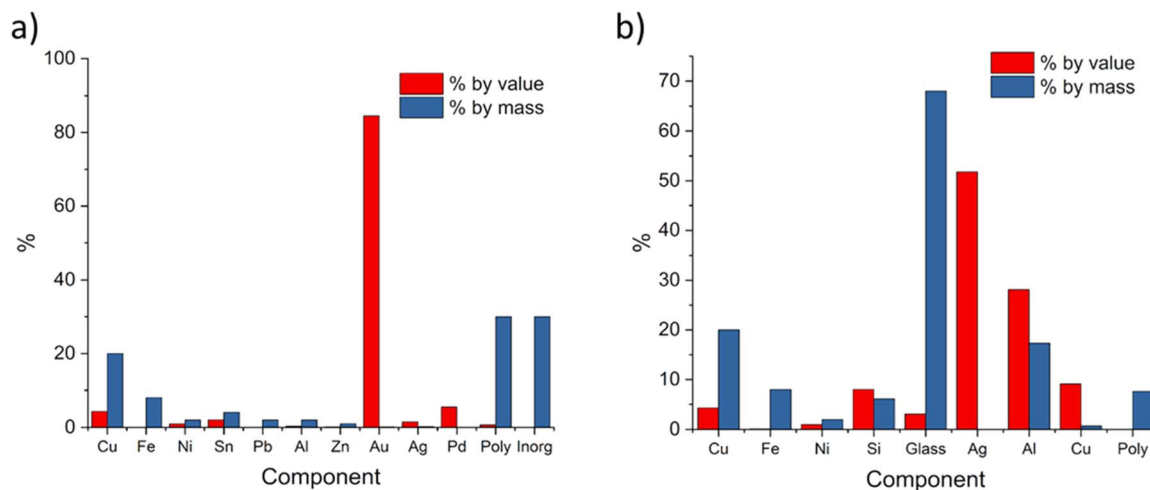 a)
100
80
60
40
20
0
%
% by value
% by mass
Cu Fe Ni Sn Pb Al Zn Au Ag Pd Poly Inorg
Component
b)
70
60
50
40
30
20
10
0
%
% by value
% by mass
Cu Fe Ni Si Glass Ag Al Cu Poly
Component